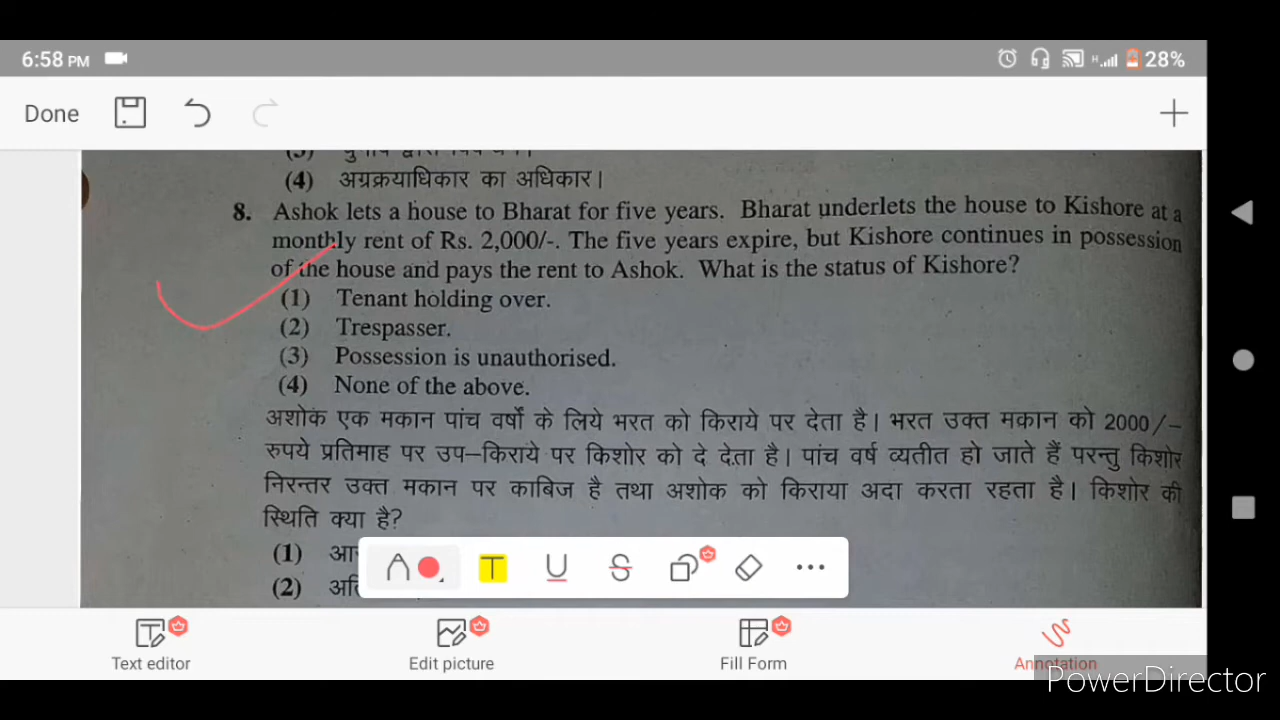 6:58 PM
H
28%
Done
(4) अग्रक्रयाधिकार का अधिकार।
8. Ashok lets a house to Bharat for five years. Bharat underlets the house to Kishore at a
monthly rent of Rs. 2,000/-. The five years expire, but Kishore continues in possession
of the house and pays the rent to Ashok. What is the status of Kishore?
(1) Tenant holding over.
(2) Trespasser.
(3) Possession is unauthorised.
(4) None of the above.
अशोक एक मकान पांच वर्षों के लिये भरत को किराये पर देता है। भरत उक्त मकान को 2000/-
रुपये प्रतिमाह पर उप-किराये पर किशोर को दे देता है। पांच वर्ष व्यतीत हो जाते हैं परन्तु किशोर
निरन्तर उक्त मकान पर काबिज है तथा अशोक को किराया अदा करता रहता है। किशोर की
स्थिति क्या है?
(1)
(2)
Text editor
Edit picture
Fill Form
Annotation
PowerDirector